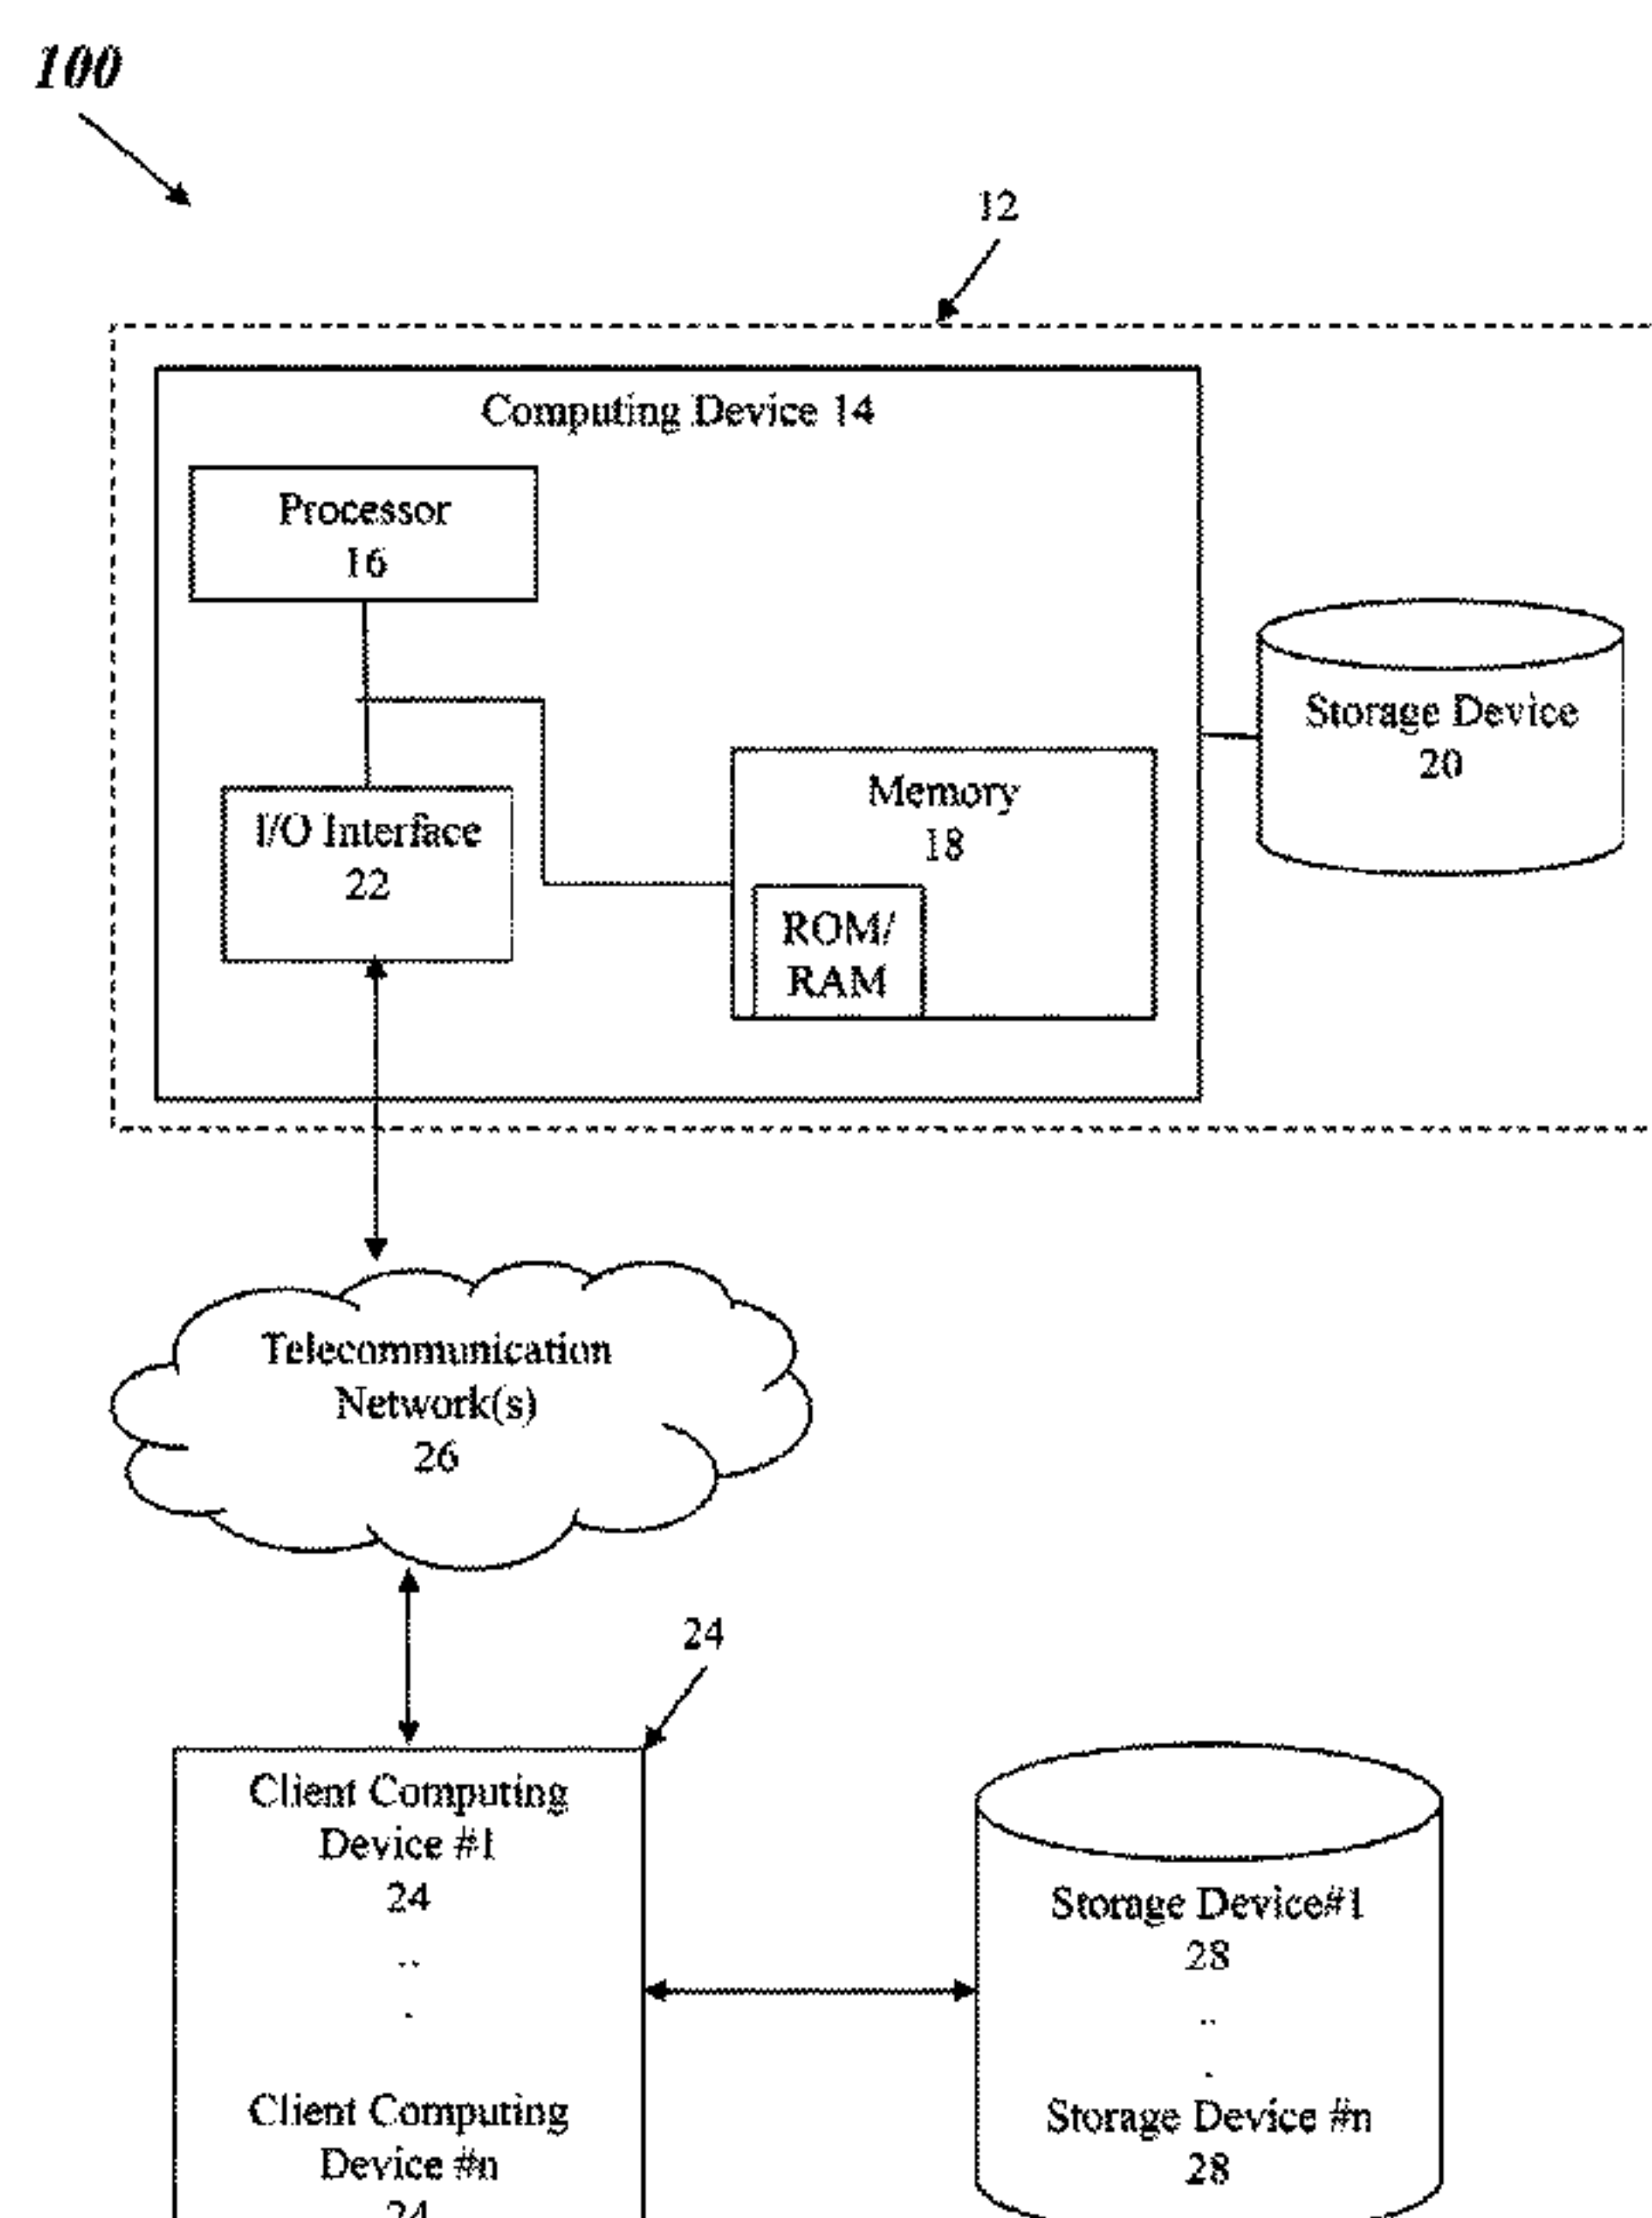 100
12
Computing Device 14
Processor
16
Storage Device
20
Memory
18
I/O Interface
22
ROM/
RAM
Telecommunication
Network(s)
26
24
Client Computing
Device #1
24
..
.
Client Computing
Device #n
24
Storage Device#1
28
..
.
Storage Device #n
28